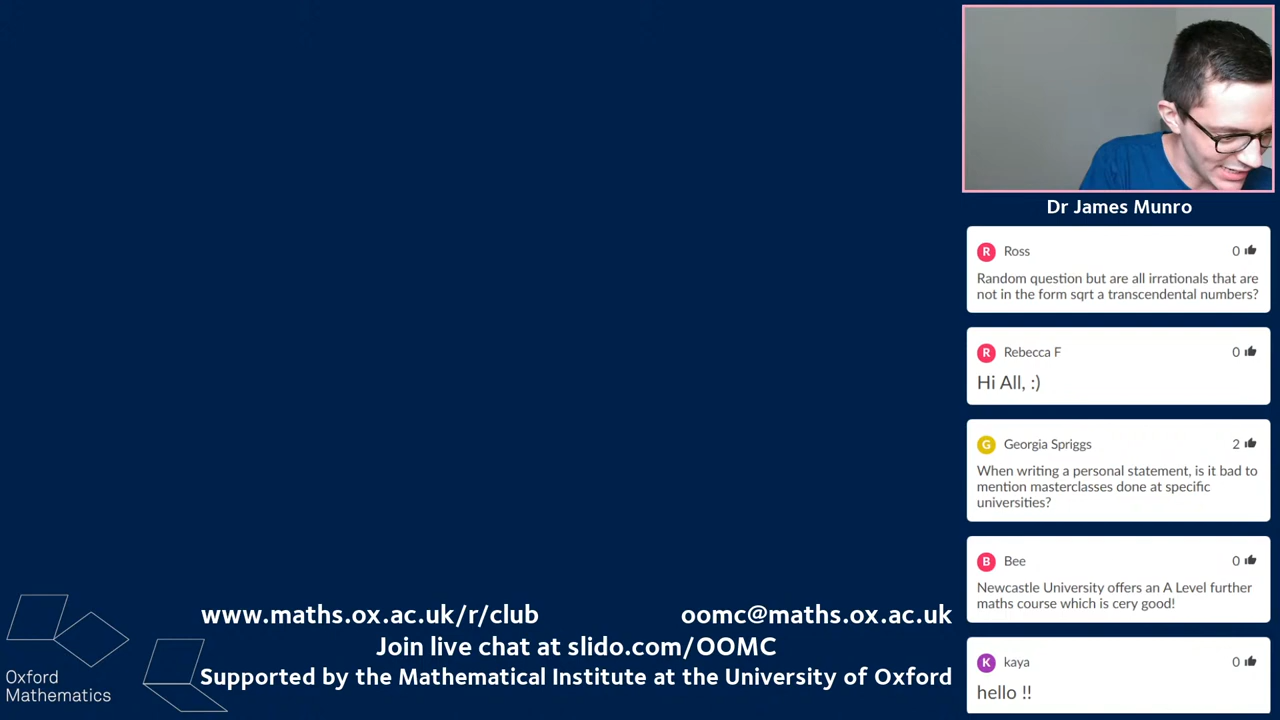 Dr James Munro
R Ross 0
Random question but are all irrationals that are
not in the form sqrt a transcendental numbers?
R Rebecca F 0
Hi All, :)
G Georgia Spriggs 2
When writing a personal statement, is it bad to
mention masterclasses done at specific
universities?
B Bee 0
Newcastle University offers an A Level further
maths course which is cery good!
K kaya 0
hello !!
www.maths.ox.ac.uk/r/club oomc@maths.ox.ac.uk
Join live chat at slido.com/OOMC
Supported by the Mathematical Institute at the University of Oxford
Oxford
Mathematics